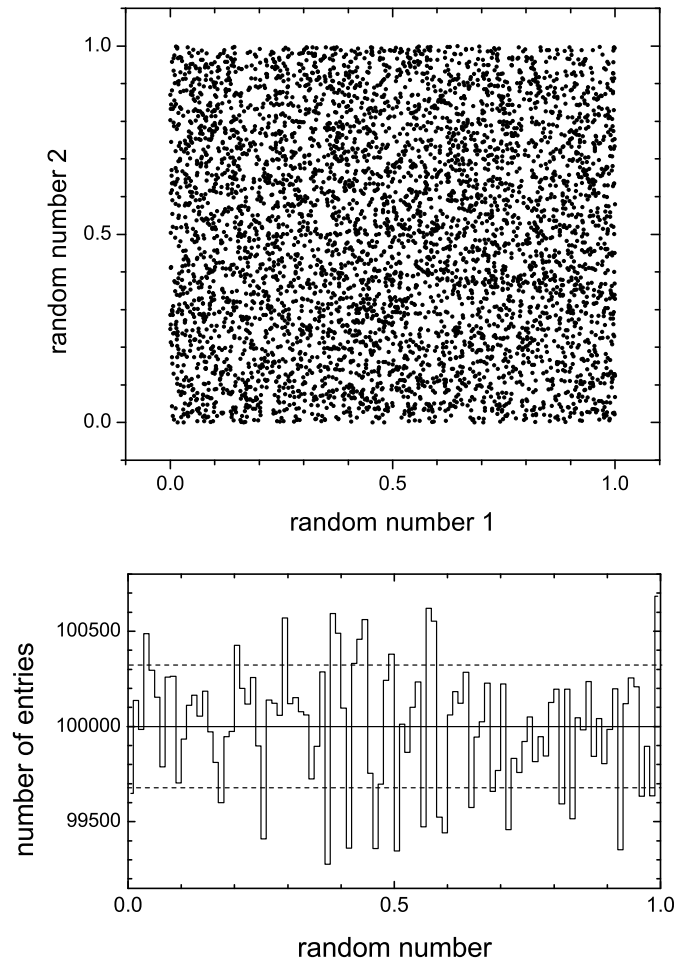 1.0
0.5
0.0
random number 2
0.0 0.5 1.0
random number 1
100500
100000
99500
number of entries
0.0 0.5 1.0
random number